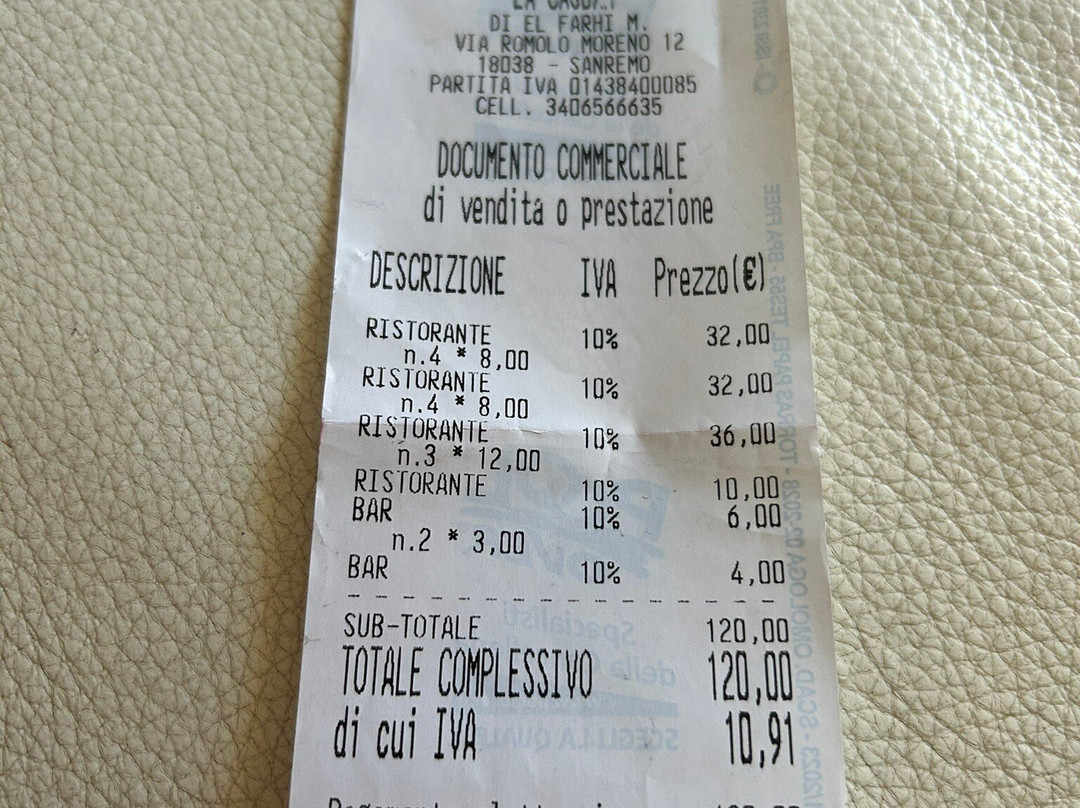 DI EL FARHI M.
VIA ROMOLO MORENO 12
18038 - SANREMO
PARTITA IVA 01438400085
CELL. 3406566635
DOCUMENTO COMMERCIALE
di vendita o prestazione
DESCRIZIONE IVA Prezzo(€)
RISTORANTE 10% 32,00
n.4 * 8,00
RISTORANTE 10% 32,00
n.4 * 8,00
RISTORANTE 10% 36,00
n.3 * 12,00
RISTORANTE 10% 10,00
BAR 10% 6,00
n.2 * 3,00
BAR 10% 4,00
SUB-TOTALE 120,00
TOTALE COMPLESSIVO 120,00
di cui IVA 10,91